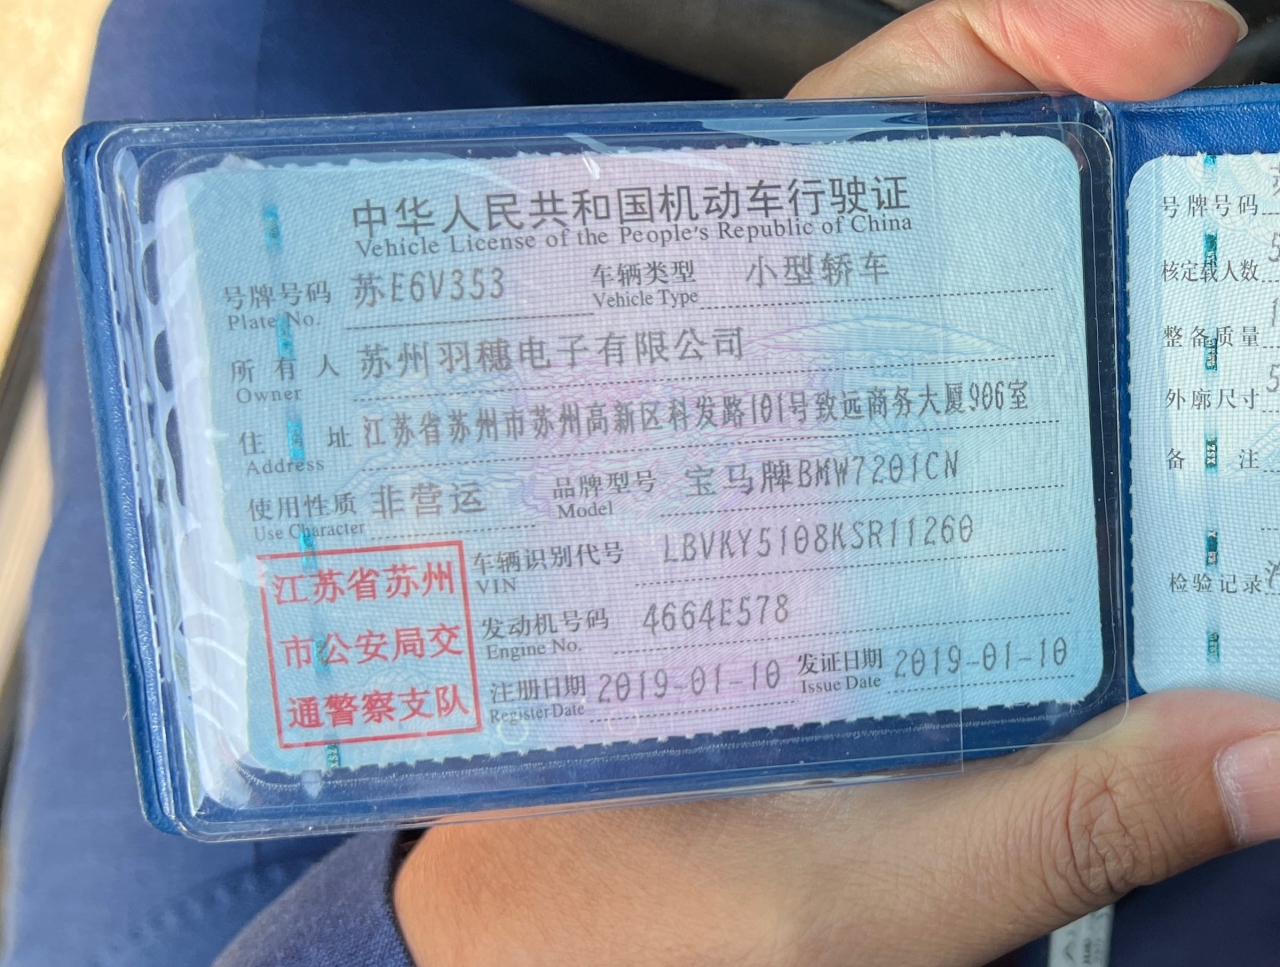 中华人民共和国机动车行驶证
Vehicle License of the People's Republic of China
号牌号码 苏E6V353 车辆类型 小型轿车
Plate No. Vehicle Type
所有人 苏州羽穗电子有限公司
Owner
住址 江苏省苏州市苏州高新区科发路101号致远商务大厦906室
Address
使用性质 非营运 品牌型号 宝马牌BMW7201CN
Use Character Model
车辆识别代号 LBVKY5108KSR11260
VIN
发动机号码 4664E578
Engine No.
注册日期 2019-01-10 发证日期 2019-01-10
Register Date Issue Date
江苏省苏州
市公安局交
通警察支队
号牌号码
核定载人数
整备质量
外廓尺寸
备注
检验记录